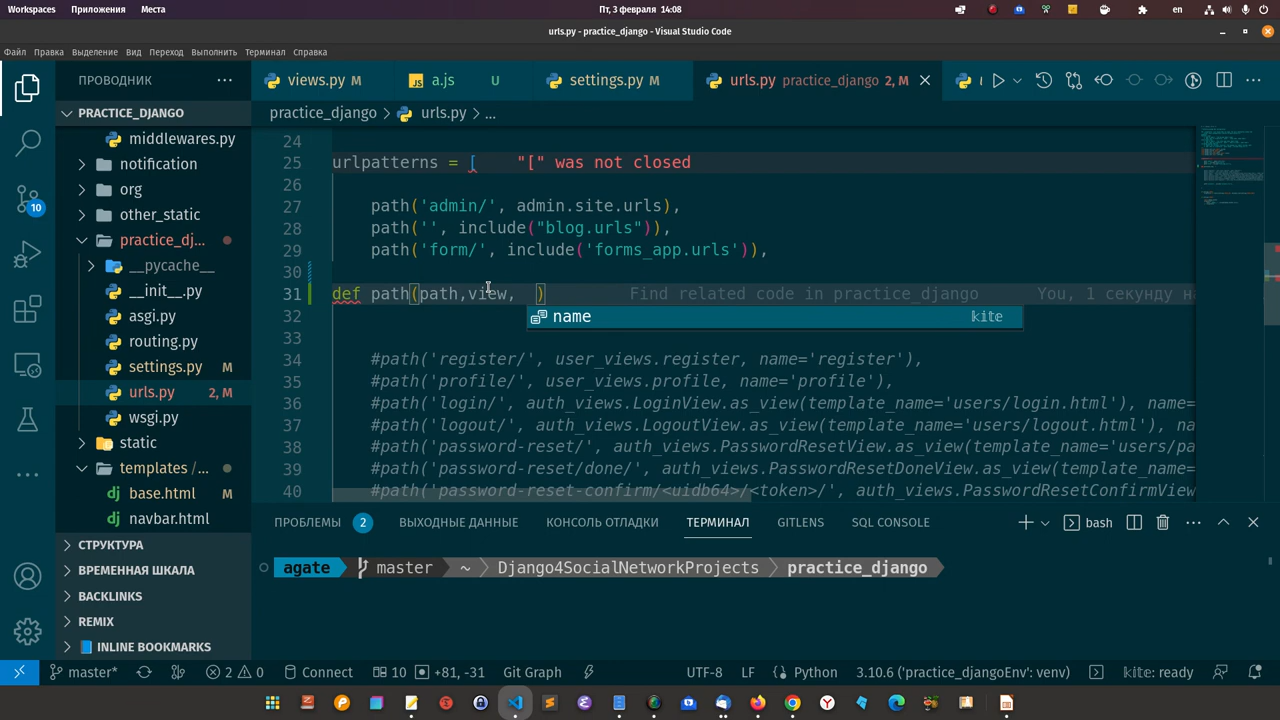 Workspaces Приложения Места Пт, 3 февраля 14:08 en
urls.py - practice_django - Visual Studio Code
Файл Правка Выделение Вид Переход Выполнить Терминал Справка
ПРОВОДНИК
views.py M a.js U settings.py M urls.py practice_django 2, M
PRACTICE_DJANGO
practice_django > urls.py > ...
middlewares.py
notification
org
other_static
practice_dj...
__pycache__
__init__.py
asgi.py
routing.py
settings.py M
urls.py 2, M
wsgi.py
static
templates /...
base.html M
navbar.html
СТРУКТУРА
ВРЕМЕННАЯ ШКАЛА
BACKLINKS
REMIX
INLINE BOOKMARKS
10
24
25 urlpatterns = [ "[" was not closed
26
27 path('admin/', admin.site.urls),
28 path('', include("blog.urls")),
29 path('form/', include('forms_app.urls')),
30
31 def path(path,view, ) Find related code in practice_django You, 1 секунду на
name kite
32
33
34 #path('register/', user_views.register, name='register'),
35 #path('profile/', user_views.profile, name='profile'),
36 #path('login/', auth_views.LoginView.as_view(template_name='users/login.html'), name=
37 #path('logout/', auth_views.LogoutView.as_view(template_name='users/logout.html'), name=
38 #path('password-reset/', auth_views.PasswordResetView.as_view(template_name='users/pa
39 #path('password-reset/done/', auth_views.PasswordResetDoneView.as_view(template_name=
40 #path('password-reset-confirm/<uidb64>/<token>/', auth_views.PasswordResetConfirmView
ПРОБЛЕМЫ 2 ВЫХОДНЫЕ ДАННЫЕ КОНСОЛЬ ОТЛАДКИ ТЕРМИНАЛ GITLENS SQL CONSOLE bash
agate master ~ Django4SocialNetworkProjects practice_django
master* 2 0 Connect 10 +81, -31 Git Graph UTF-8 LF Python 3.10.6 ('practice_djangoEnv': venv) kite: ready